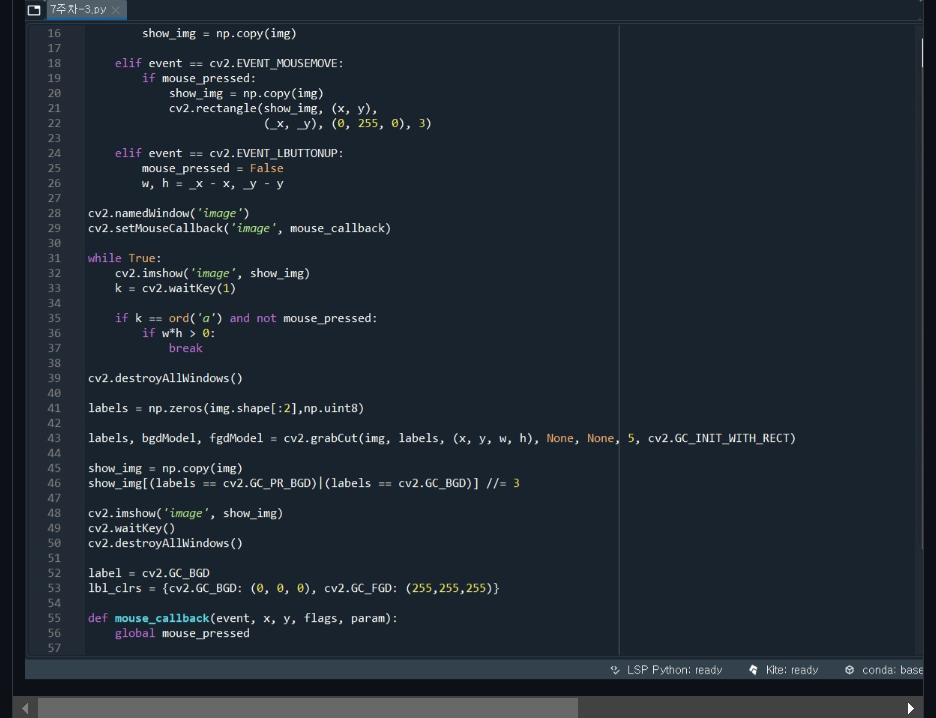 7주차-3.py
16 show_img = np.copy(img)
17
18 elif event == cv2.EVENT_MOUSEMOVE:
19 if mouse_pressed:
20 show_img = np.copy(img)
21 cv2.rectangle(show_img, (x, y),
22 (_x, _y), (0, 255, 0), 3)
23
24 elif event == cv2.EVENT_LBUTTONUP:
25 mouse_pressed = False
26 w, h = _x - x, _y - y
27
28 cv2.namedWindow('image')
29 cv2.setMouseCallback('image', mouse_callback)
30
31 while True:
32 cv2.imshow('image', show_img)
33 k = cv2.waitKey(1)
34
35 if k == ord('a') and not mouse_pressed:
36 if w*h > 0:
37 break
38
39 cv2.destroyAllWindows()
40
41 labels = np.zeros(img.shape[:2],np.uint8)
42
43 labels, bgdModel, fgdModel = cv2.grabCut(img, labels, (x, y, w, h), None, None, 5, cv2.GC_INIT_WITH_RECT)
44
45 show_img = np.copy(img)
46 show_img[(labels == cv2.GC_PR_BGD)|(labels == cv2.GC_BGD)] //= 3
47
48 cv2.imshow('image', show_img)
49 cv2.waitKey()
50 cv2.destroyAllWindows()
51
52 label = cv2.GC_BGD
53 lbl_clrs = {cv2.GC_BGD: (0, 0, 0), cv2.GC_FGD: (255,255,255)}
54
55 def mouse_callback(event, x, y, flags, param):
56 global mouse_pressed
57
LSP Python: ready Kite: ready conda: base